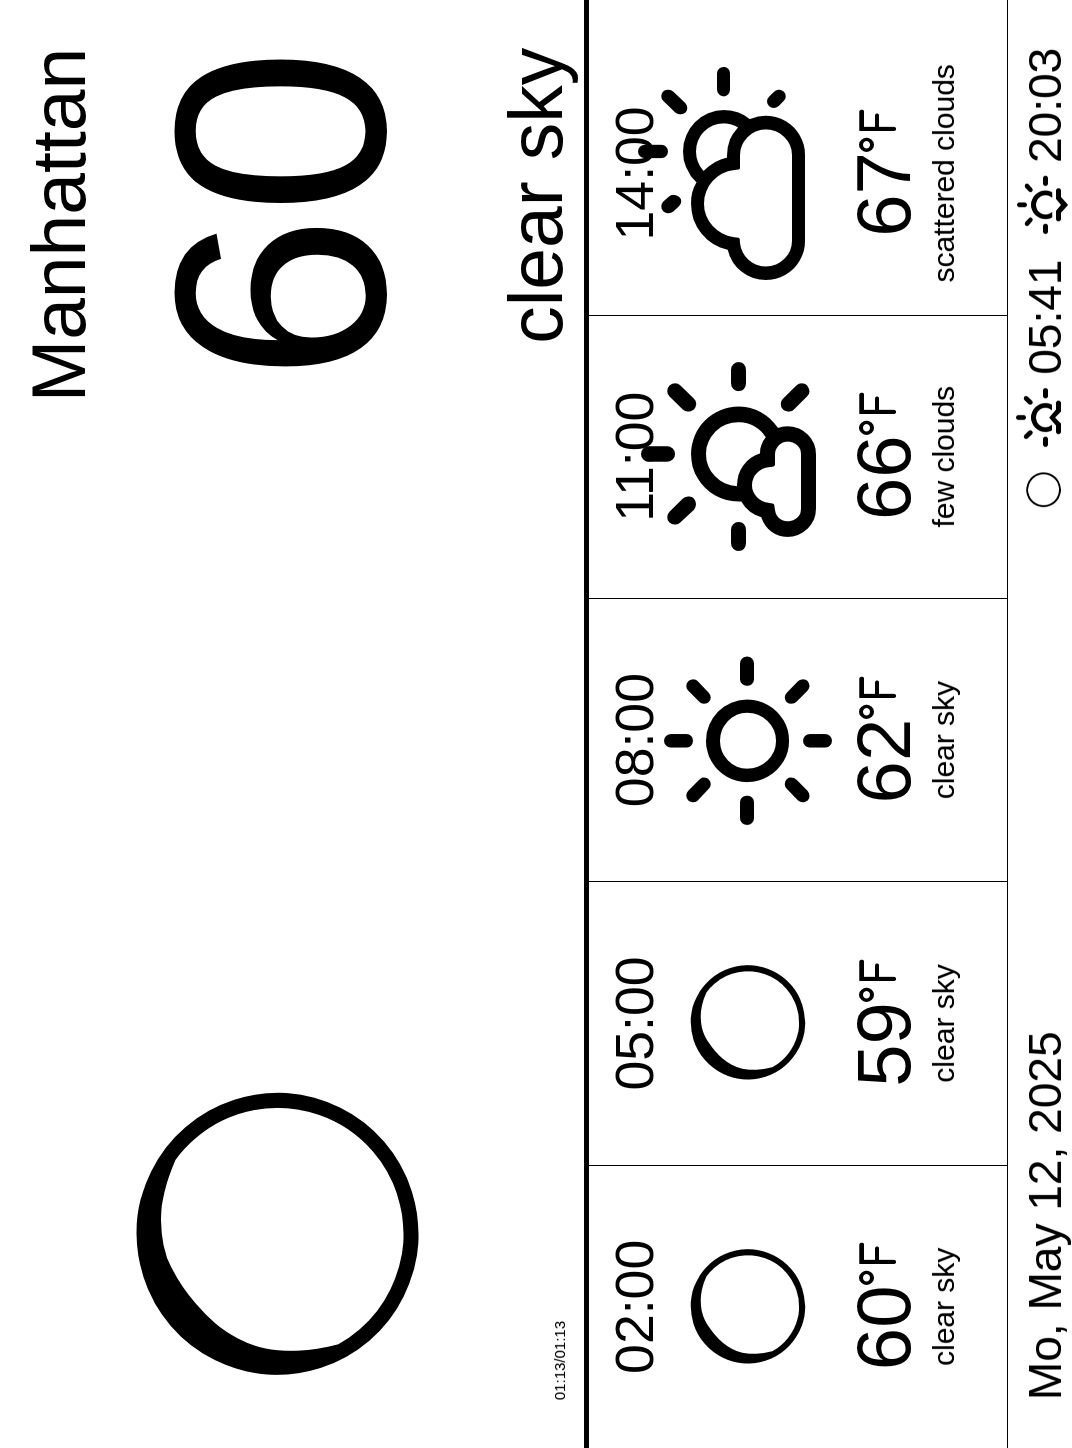 Manhattan
60
clear sky
01:13/01:13
02:00
60°F
clear sky
05:00
59°F
clear sky
08:00
62°F
clear sky
11:00
66°F
few clouds
14:00
67°F
scattered clouds
Mo, May 12, 2025
05:41
20:03